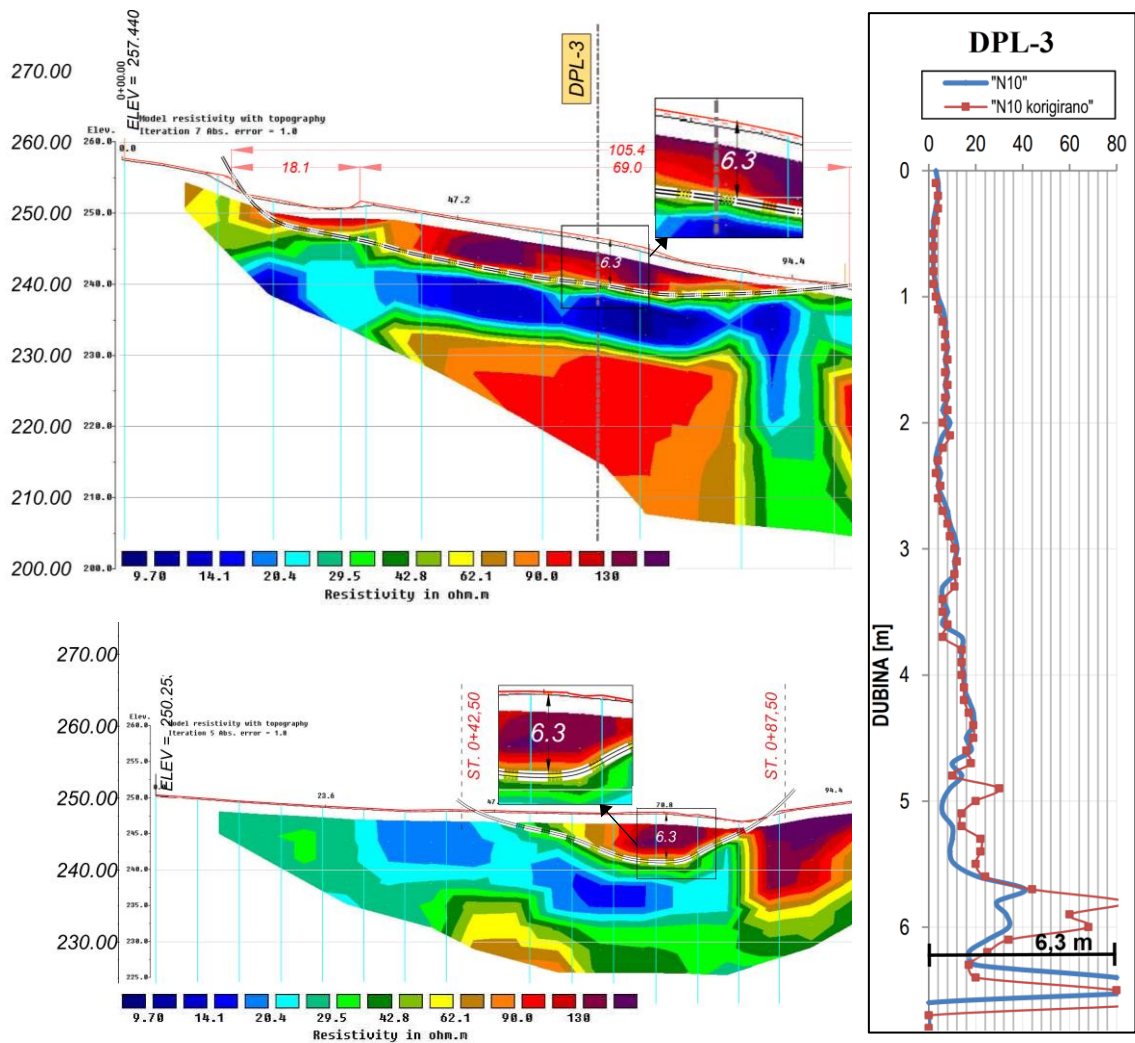 270.00
260.00
250.00
240.00
230.00
220.00
210.00
200.00
0+00.00
ELEV = 257.440
DPL-3
Model resistivity with topography
Iteration 7 Abs. error = 1.0
Elev.
260.0
250.0
240.0
230.0
220.0
210.0
200.0
0.0
18.1
105.4
69.0
47.2
94.4
6.3
6.3
9.70 14.1 20.4 29.5 42.8 62.1 90.0 130
Resistivity in ohm.m
270.00
260.00
250.00
240.00
230.00
ELEV = 250.25
Model resistivity with topography
Iteration 5 Abs. error = 1.0
Elev.
260.0
255.0
250.0
245.0
240.0
235.0
230.0
225.0
23.6
47
70.8
94.4
ST. 0+42,50
ST. 0+87,50
6.3
6.3
9.70 14.1 20.4 29.5 42.8 62.1 90.0 130
Resistivity in ohm.m
DPL-3
"N10"
"N10 korigirano"
0 20 40 60 80
DUBINA [m]
0
1
2
3
4
5
6
6,3 m